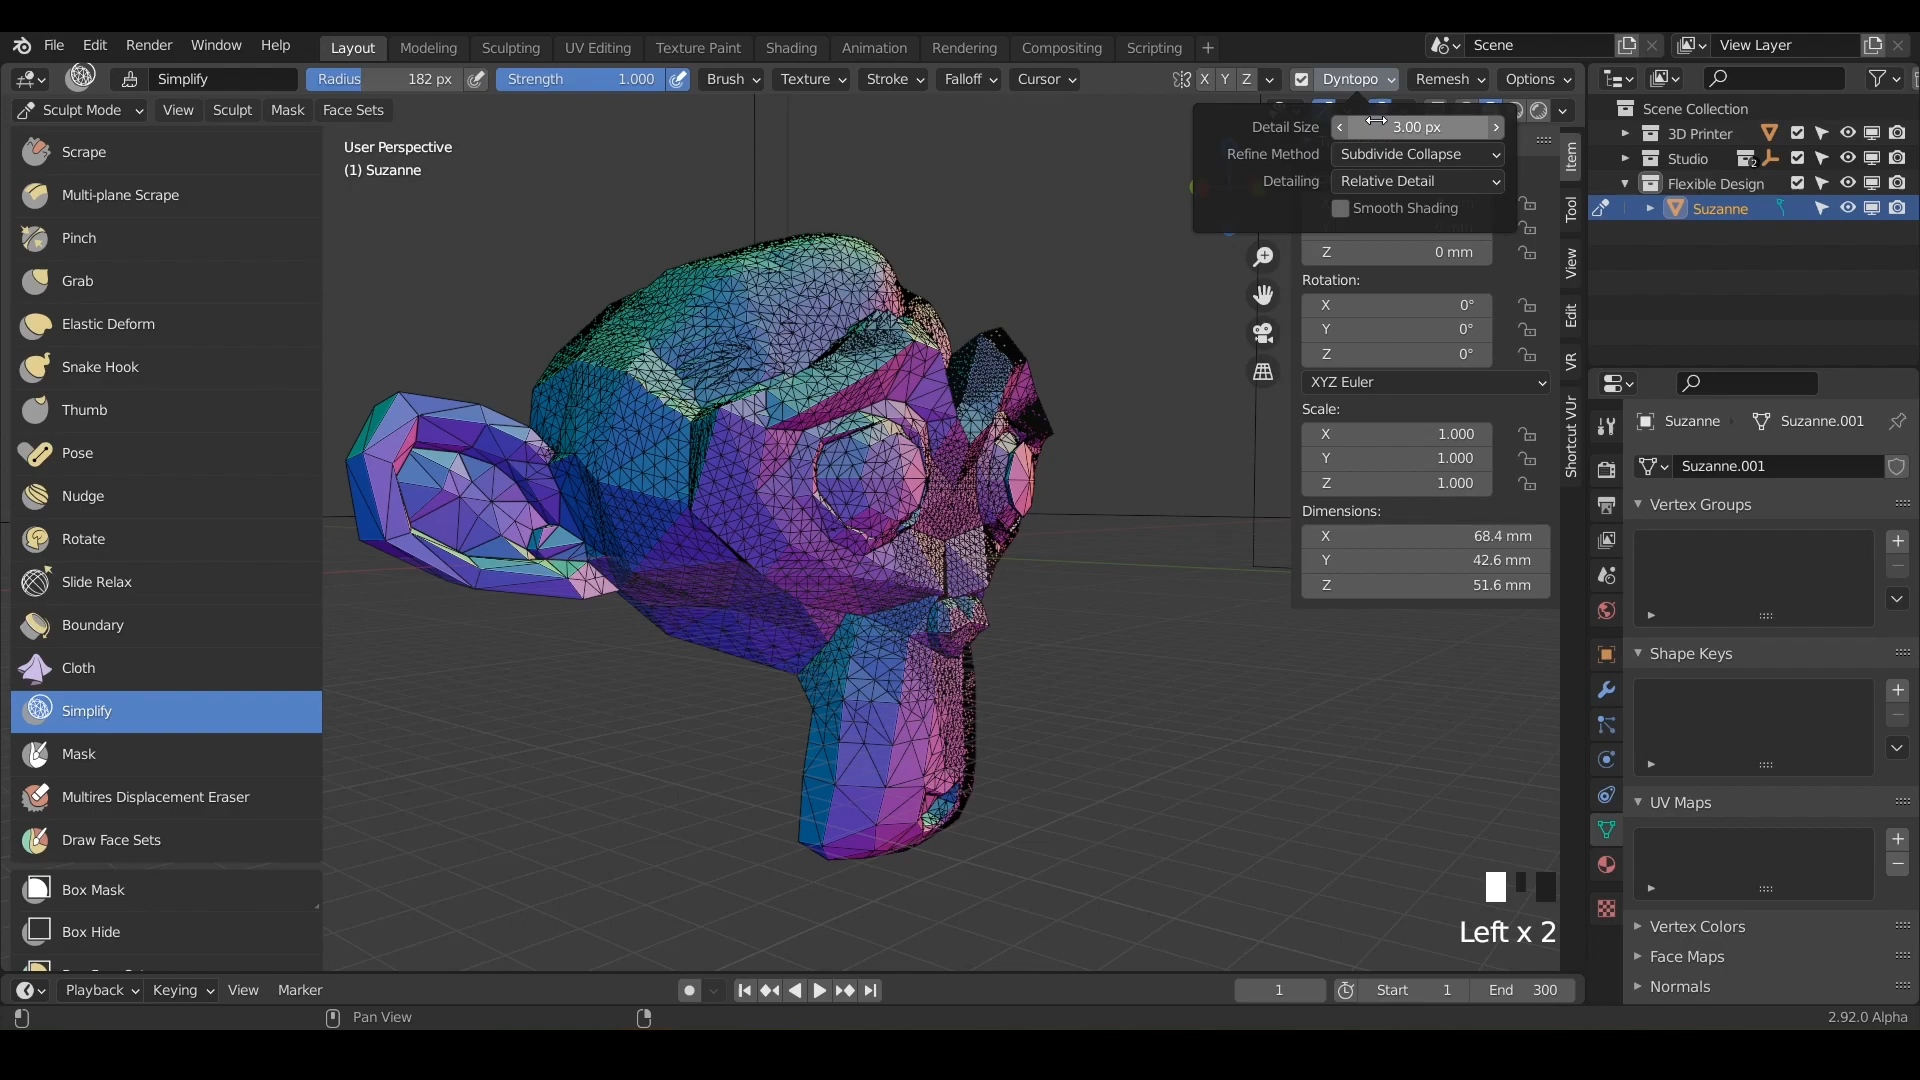 File Edit Render Window Help
Layout Modeling Sculpting UV Editing Texture Paint Shading Animation Rendering Compositing Scripting +
Scene
View Layer
Simplify
Radius 182 px
Strength 1.000
Brush Texture Stroke Falloff Cursor
X Y Z
Dyntopo Remesh Options
Sculpt Mode View Sculpt Mask Face Sets
Scrape
Multi-plane Scrape
Pinch
Grab
Elastic Deform
Snake Hook
Thumb
Pose
Nudge
Rotate
Slide Relax
Boundary
Cloth
Simplify
Mask
Multires Displacement Eraser
Draw Face Sets
Box Mask
Box Hide
User Perspective
(1) Suzanne
Detail Size 3.00 px
Refine Method Subdivide Collapse
Detailing Relative Detail
Smooth Shading
Z 0 mm
Rotation:
X 0°
Y 0°
Z 0°
XYZ Euler
Scale:
X 1.000
Y 1.000
Z 1.000
Dimensions:
X 68.4 mm
Y 42.6 mm
Z 51.6 mm
Item
Tool
View
Edit
VR
Shortcut VUr
Left x 2
Scene Collection
3D Printer
Studio 2
Flexible Design
Suzanne
Suzanne Suzanne.001
Suzanne.001
Vertex Groups
Shape Keys
UV Maps
Vertex Colors
Face Maps
Normals
Playback Keying View Marker
1 Start 1 End 300
Pan View
2.92.0 Alpha